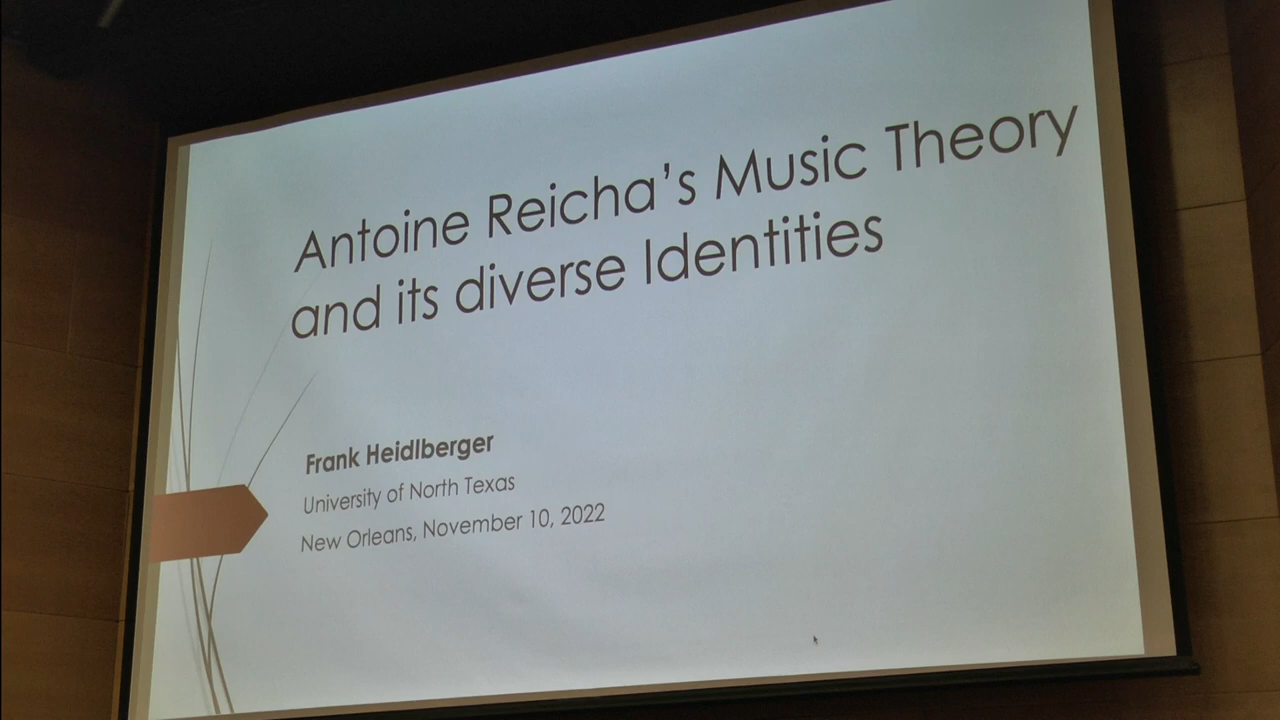 Antoine Reicha's Music Theory
and its diverse Identities
Frank Heidlberger
University of North Texas
New Orleans, November 10, 2022